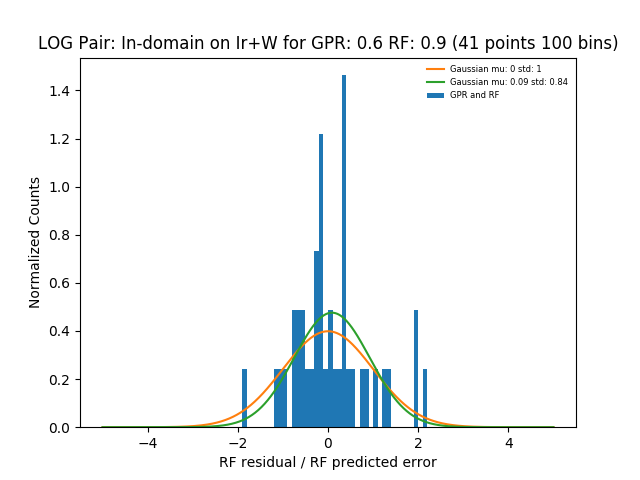 LOG Pair: In-domain on Ir+W for GPR: 0.6 RF: 0.9 (41 points 100 bins)
Gaussian mu: 0 std: 1
Gaussian mu: 0.09 std: 0.84
GPR and RF
Normalized Counts
1.4
1.2
1.0
0.8
0.6
0.4
0.2
0.0
−4 −2 0 2 4
RF residual / RF predicted error